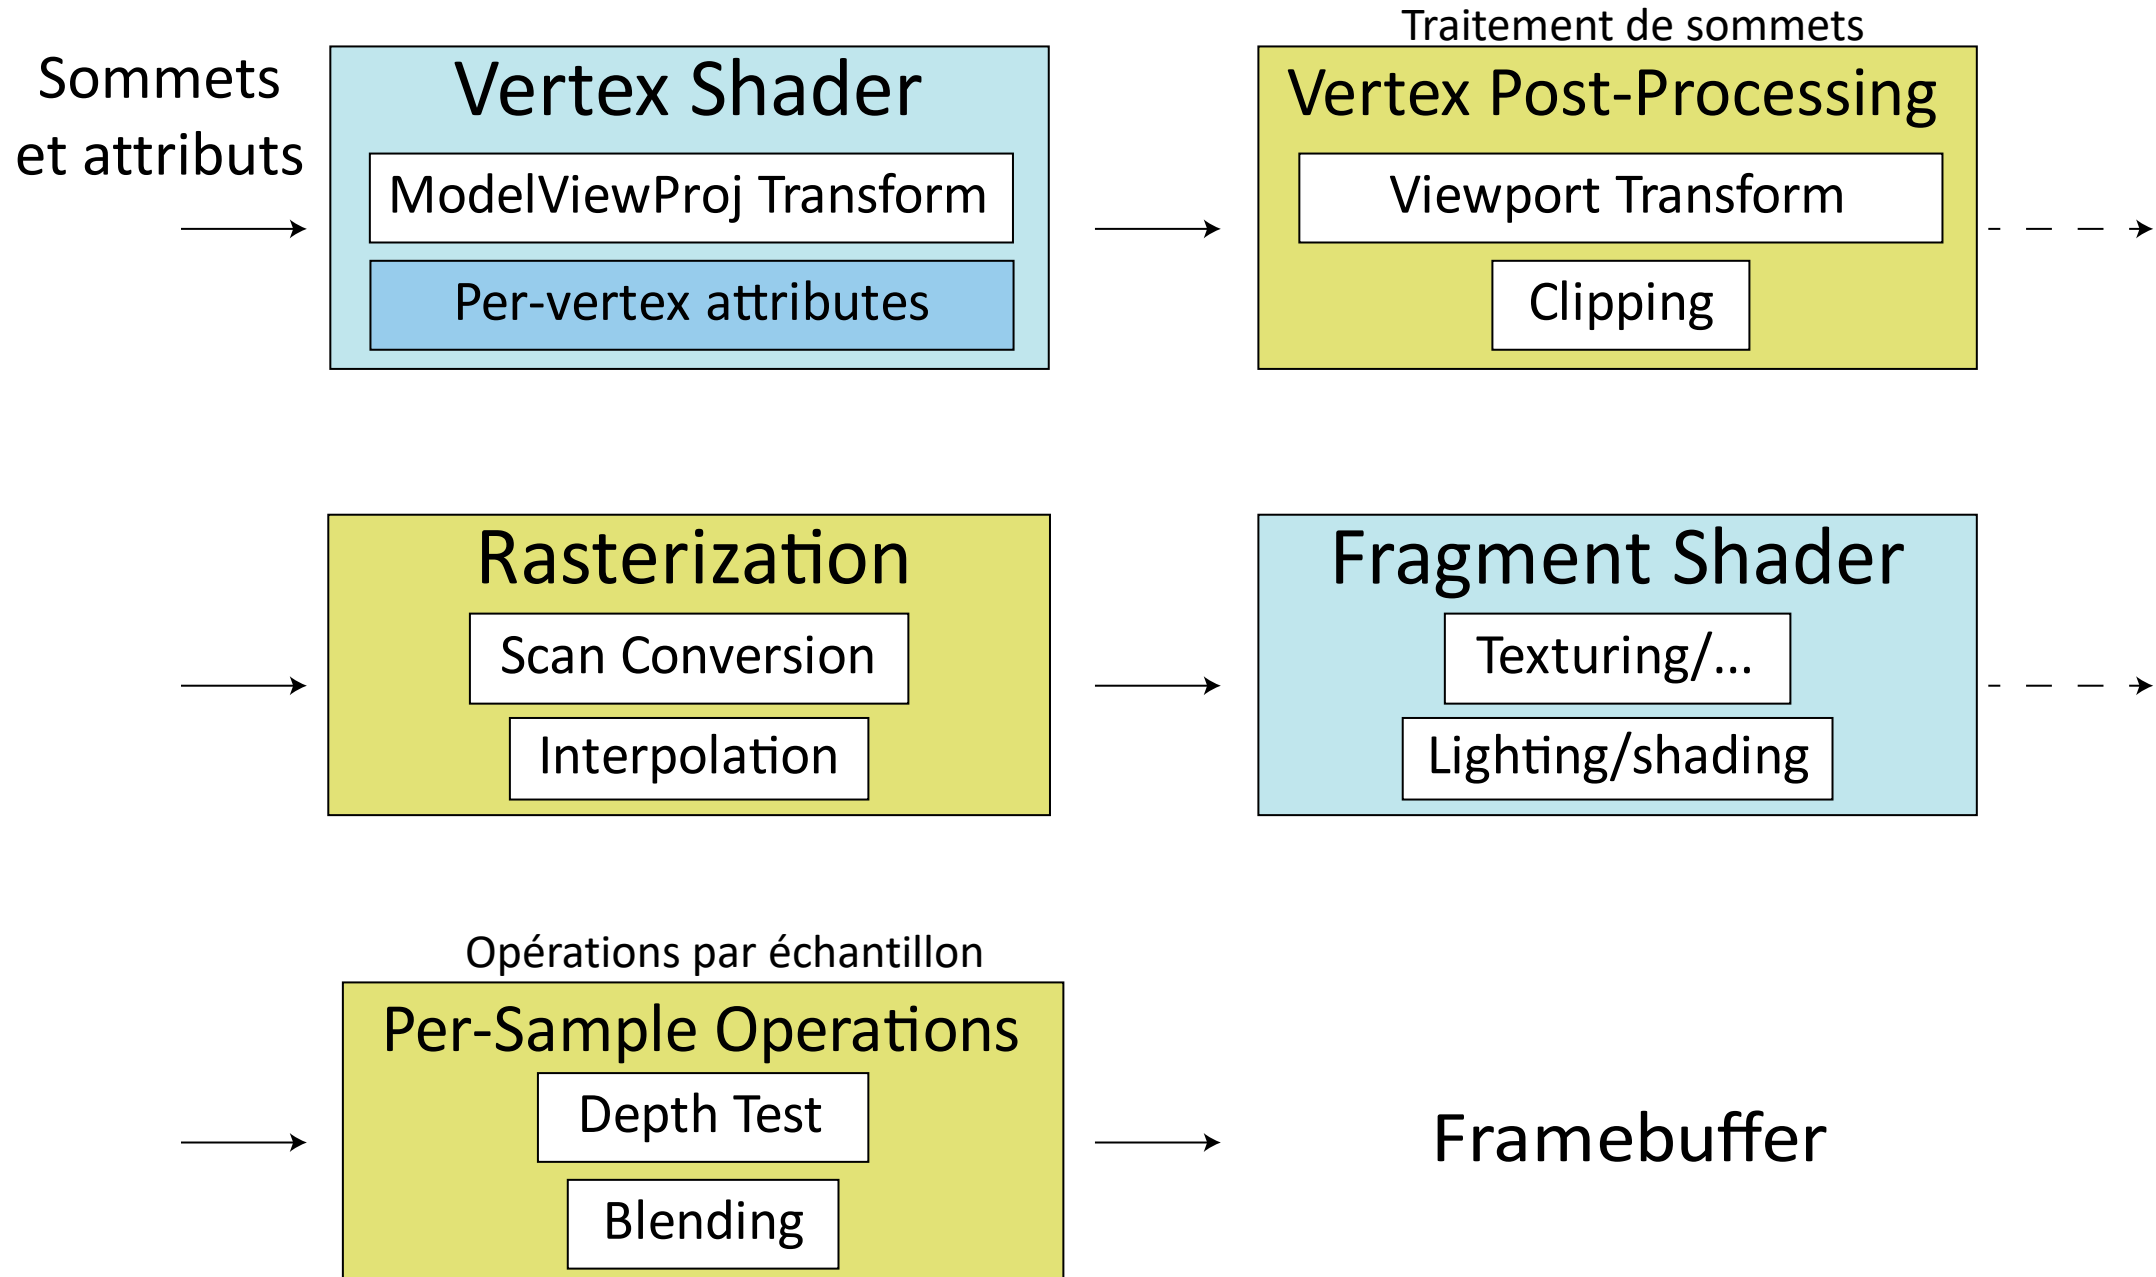 Sommets
et attributs
Vertex Shader
ModelViewProj Transform
Per-vertex attributes
Traitement de sommets
Vertex Post-Processing
Viewport Transform
Clipping
Rasterization
Scan Conversion
Interpolation
Fragment Shader
Texturing/...
Lighting/shading
Opérations par échantillon
Per-Sample Operations
Depth Test
Blending
Framebuffer